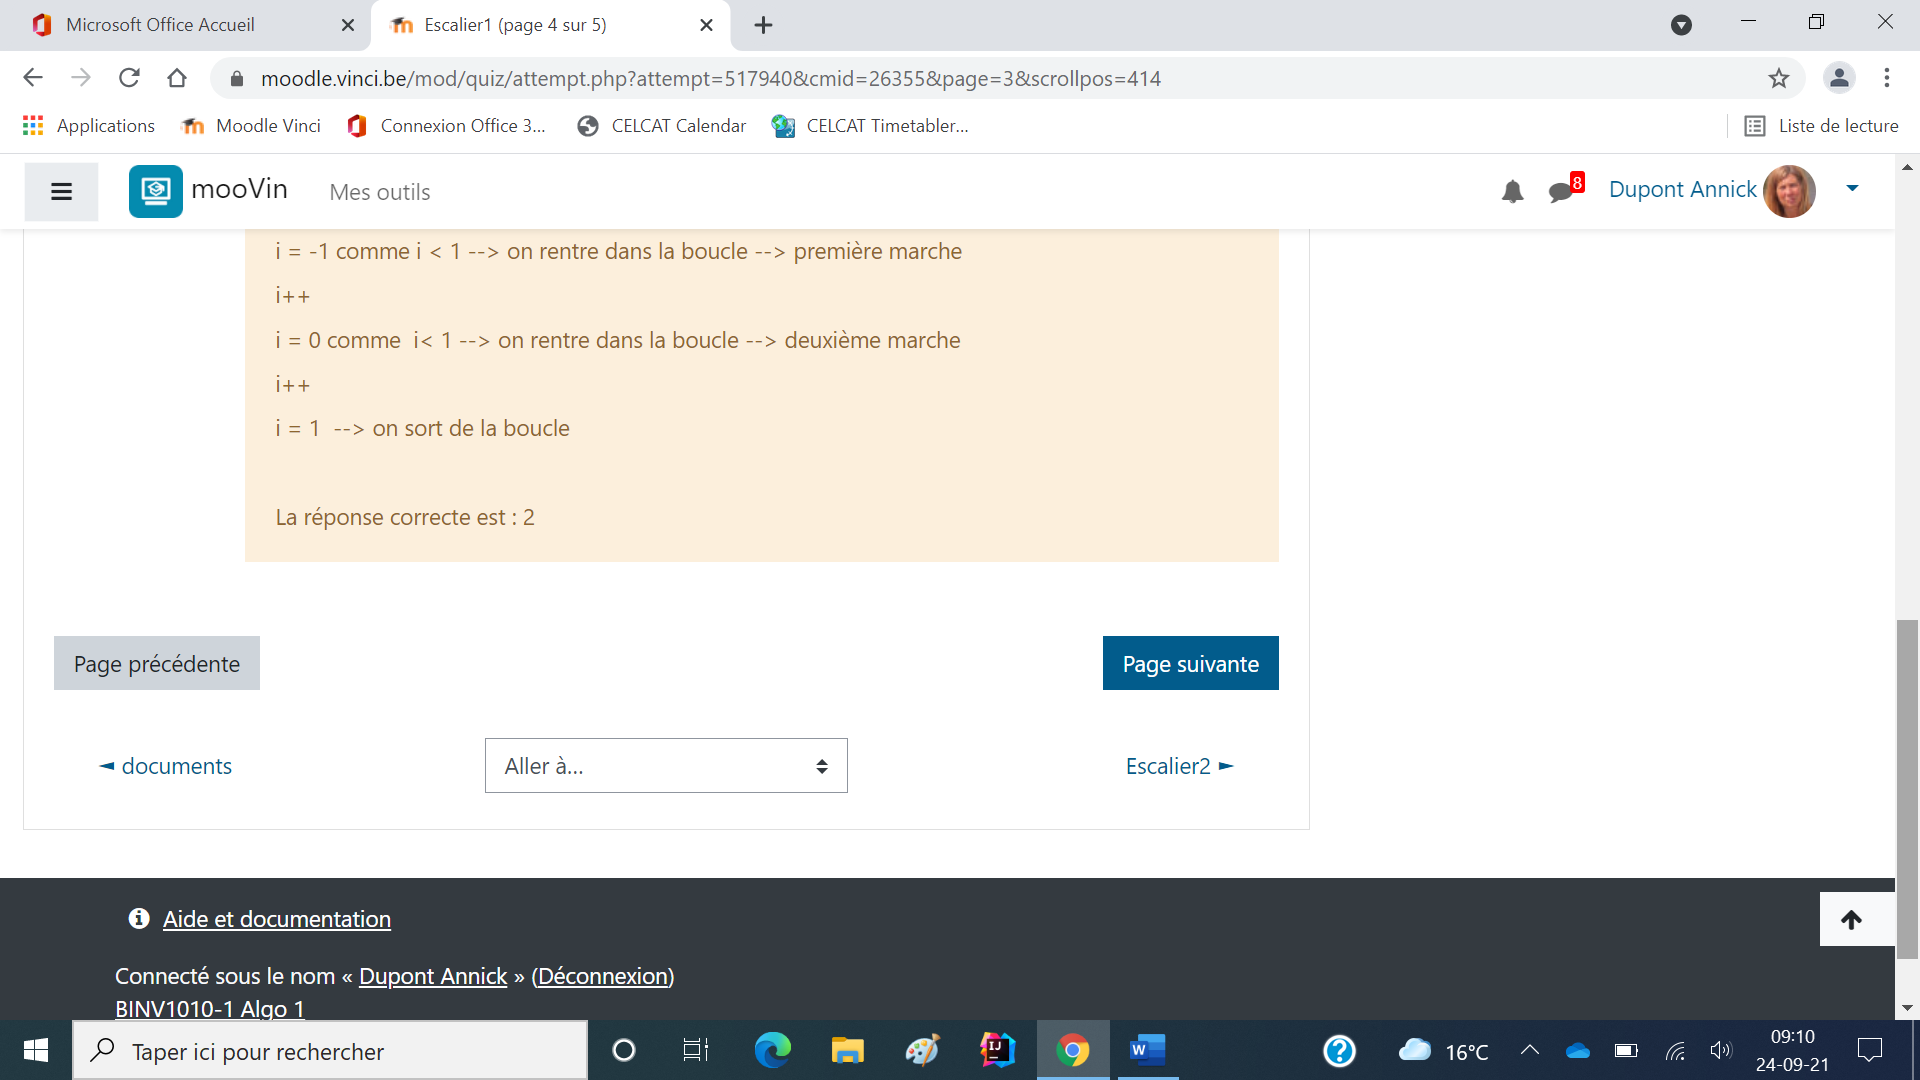 Microsoft Office Accueil
Escalier1 (page 4 sur 5)
moodle.vinci.be/mod/quiz/attempt.php?attempt=517940&cmid=26355&page=3&scrollpos=414
Applications
Moodle Vinci
Connexion Office 3...
CELCAT Calendar
CELCAT Timetabler...
Liste de lecture
mooVin
Mes outils
8
Dupont Annick
i = -1 comme i < 1 --> on rentre dans la boucle --> première marche
i++
i = 0 comme  i< 1 --> on rentre dans la boucle --> deuxième marche
i++
i = 1  --> on sort de la boucle
La réponse correcte est : 2
Page précédente
Page suivante
◄ documents
Aller à...
Escalier2 ►
Aide et documentation
Connecté sous le nom « Dupont Annick » (Déconnexion)
BINV1010-1 Algo 1
Taper ici pour rechercher
IJ
W
16°C
09:10
24-09-21